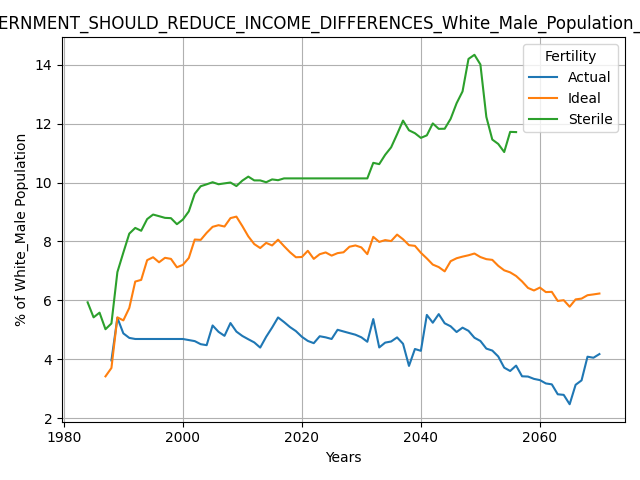 ERNMENT_SHOULD_REDUCE_INCOME_DIFFERENCES_White_Male_Population_
Fertility
Actual
Ideal
Sterile
% of White_Male Population
14
12
10
8
6
4
2
1980 2000 2020 2040 2060
Years